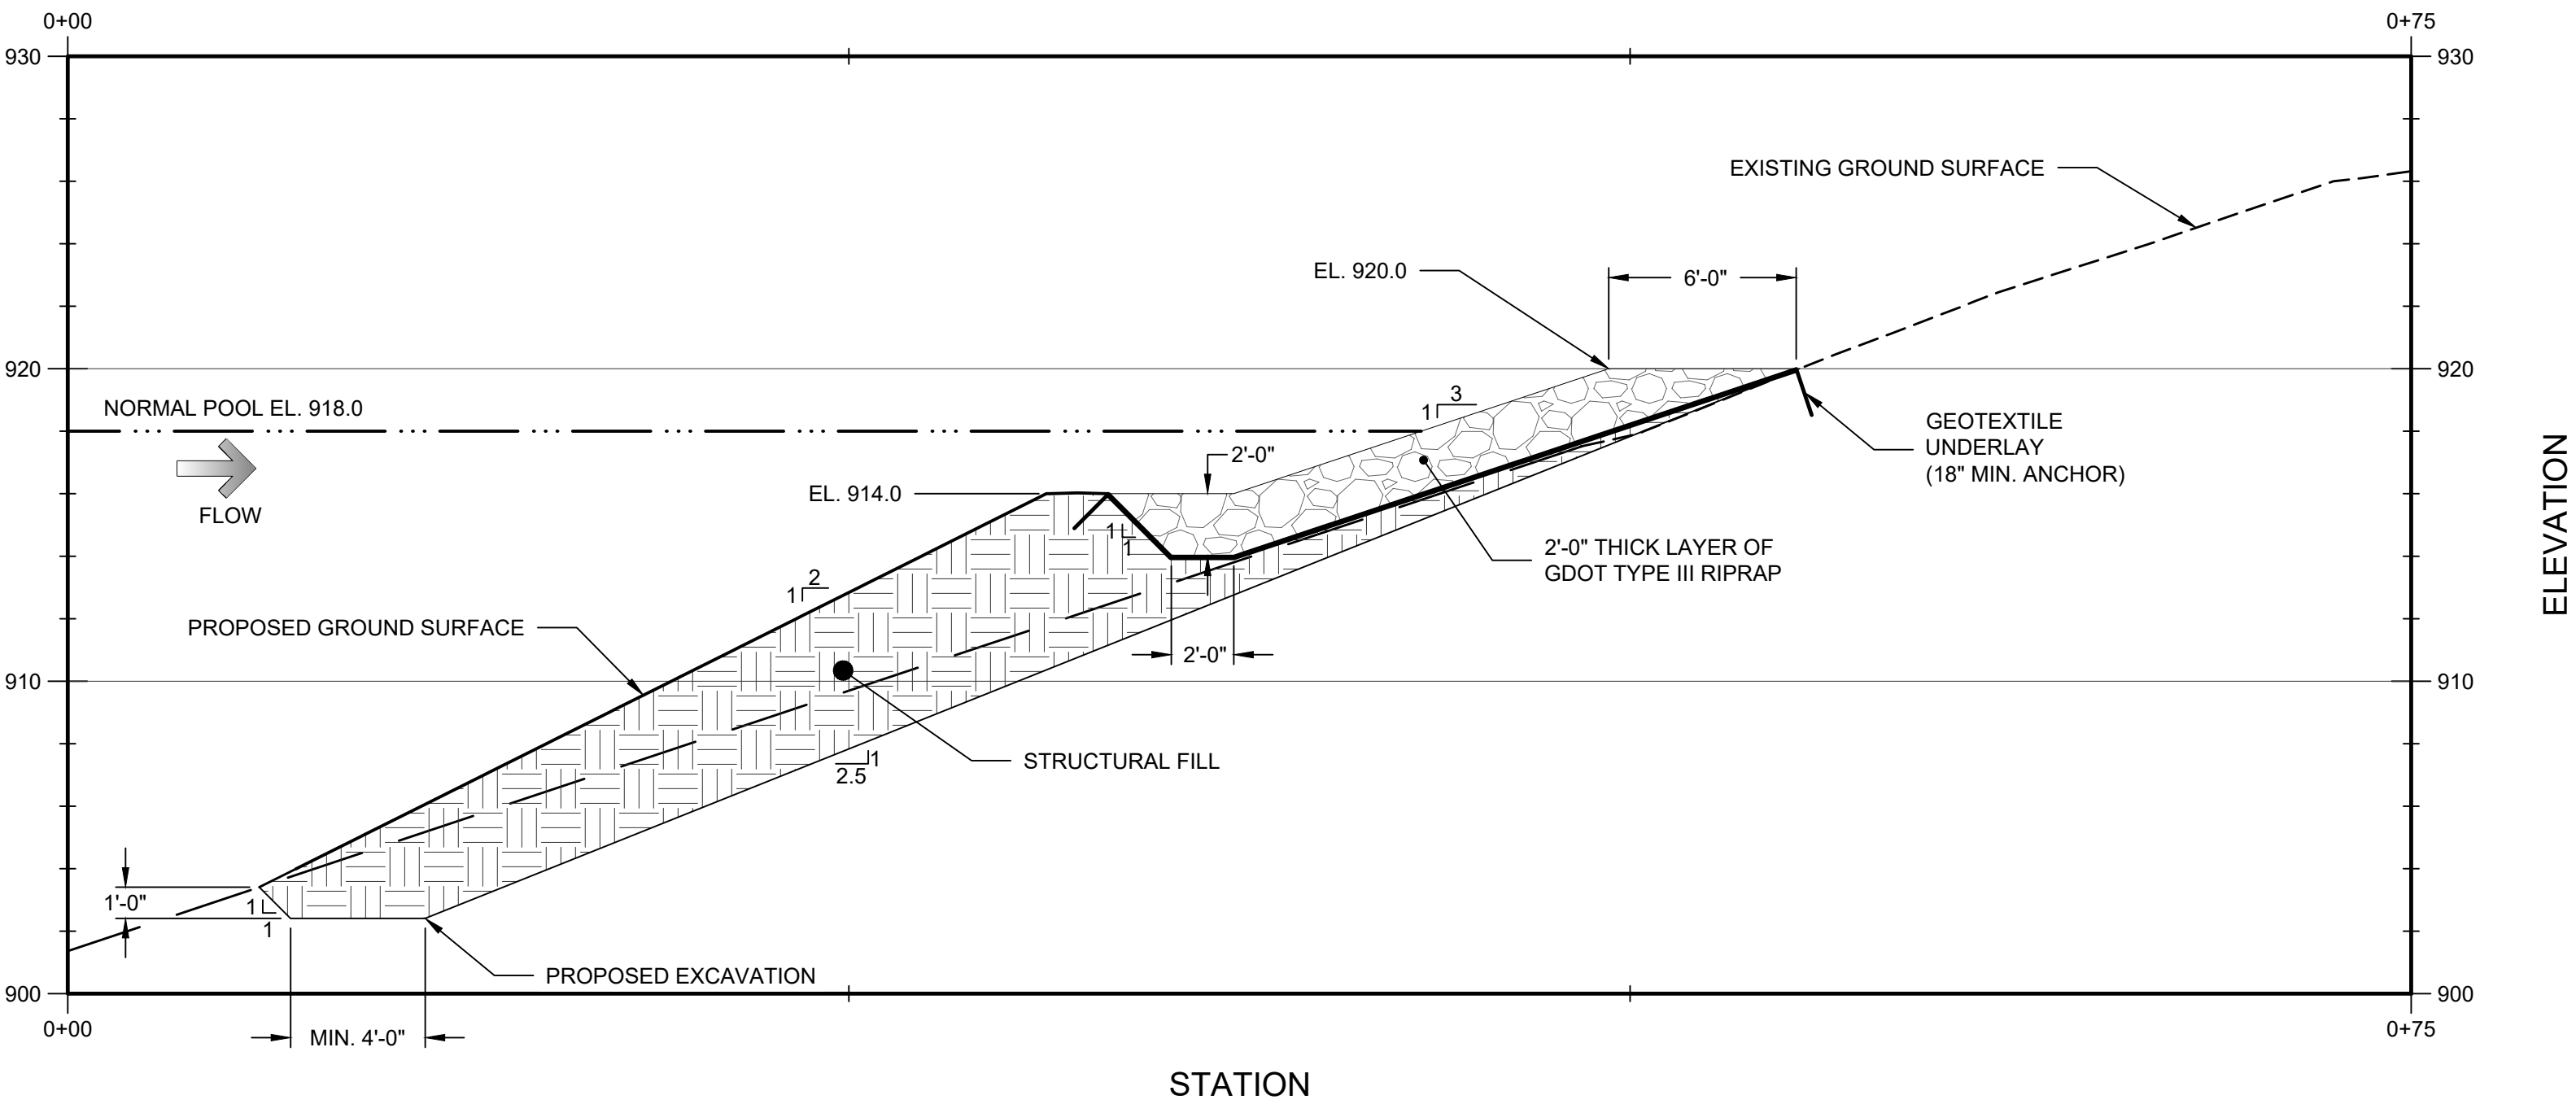 0+00
0+75
930
930
EXISTING GROUND SURFACE
EL. 920.0
6'-0"
920
920
3
1
NORMAL POOL EL. 918.0
GEOTEXTILE
UNDERLAY
(18" MIN. ANCHOR)
2'-0"
EL. 914.0
FLOW
1
1
2'-0" THICK LAYER OF
GDOT TYPE III RIPRAP
ELEVATION
2
1
PROPOSED GROUND SURFACE
2'-0"
910
910
STRUCTURAL FILL
1
2.5
1'-0"
1
1
PROPOSED EXCAVATION
900
900
0+00
MIN. 4'-0"
0+75
STATION